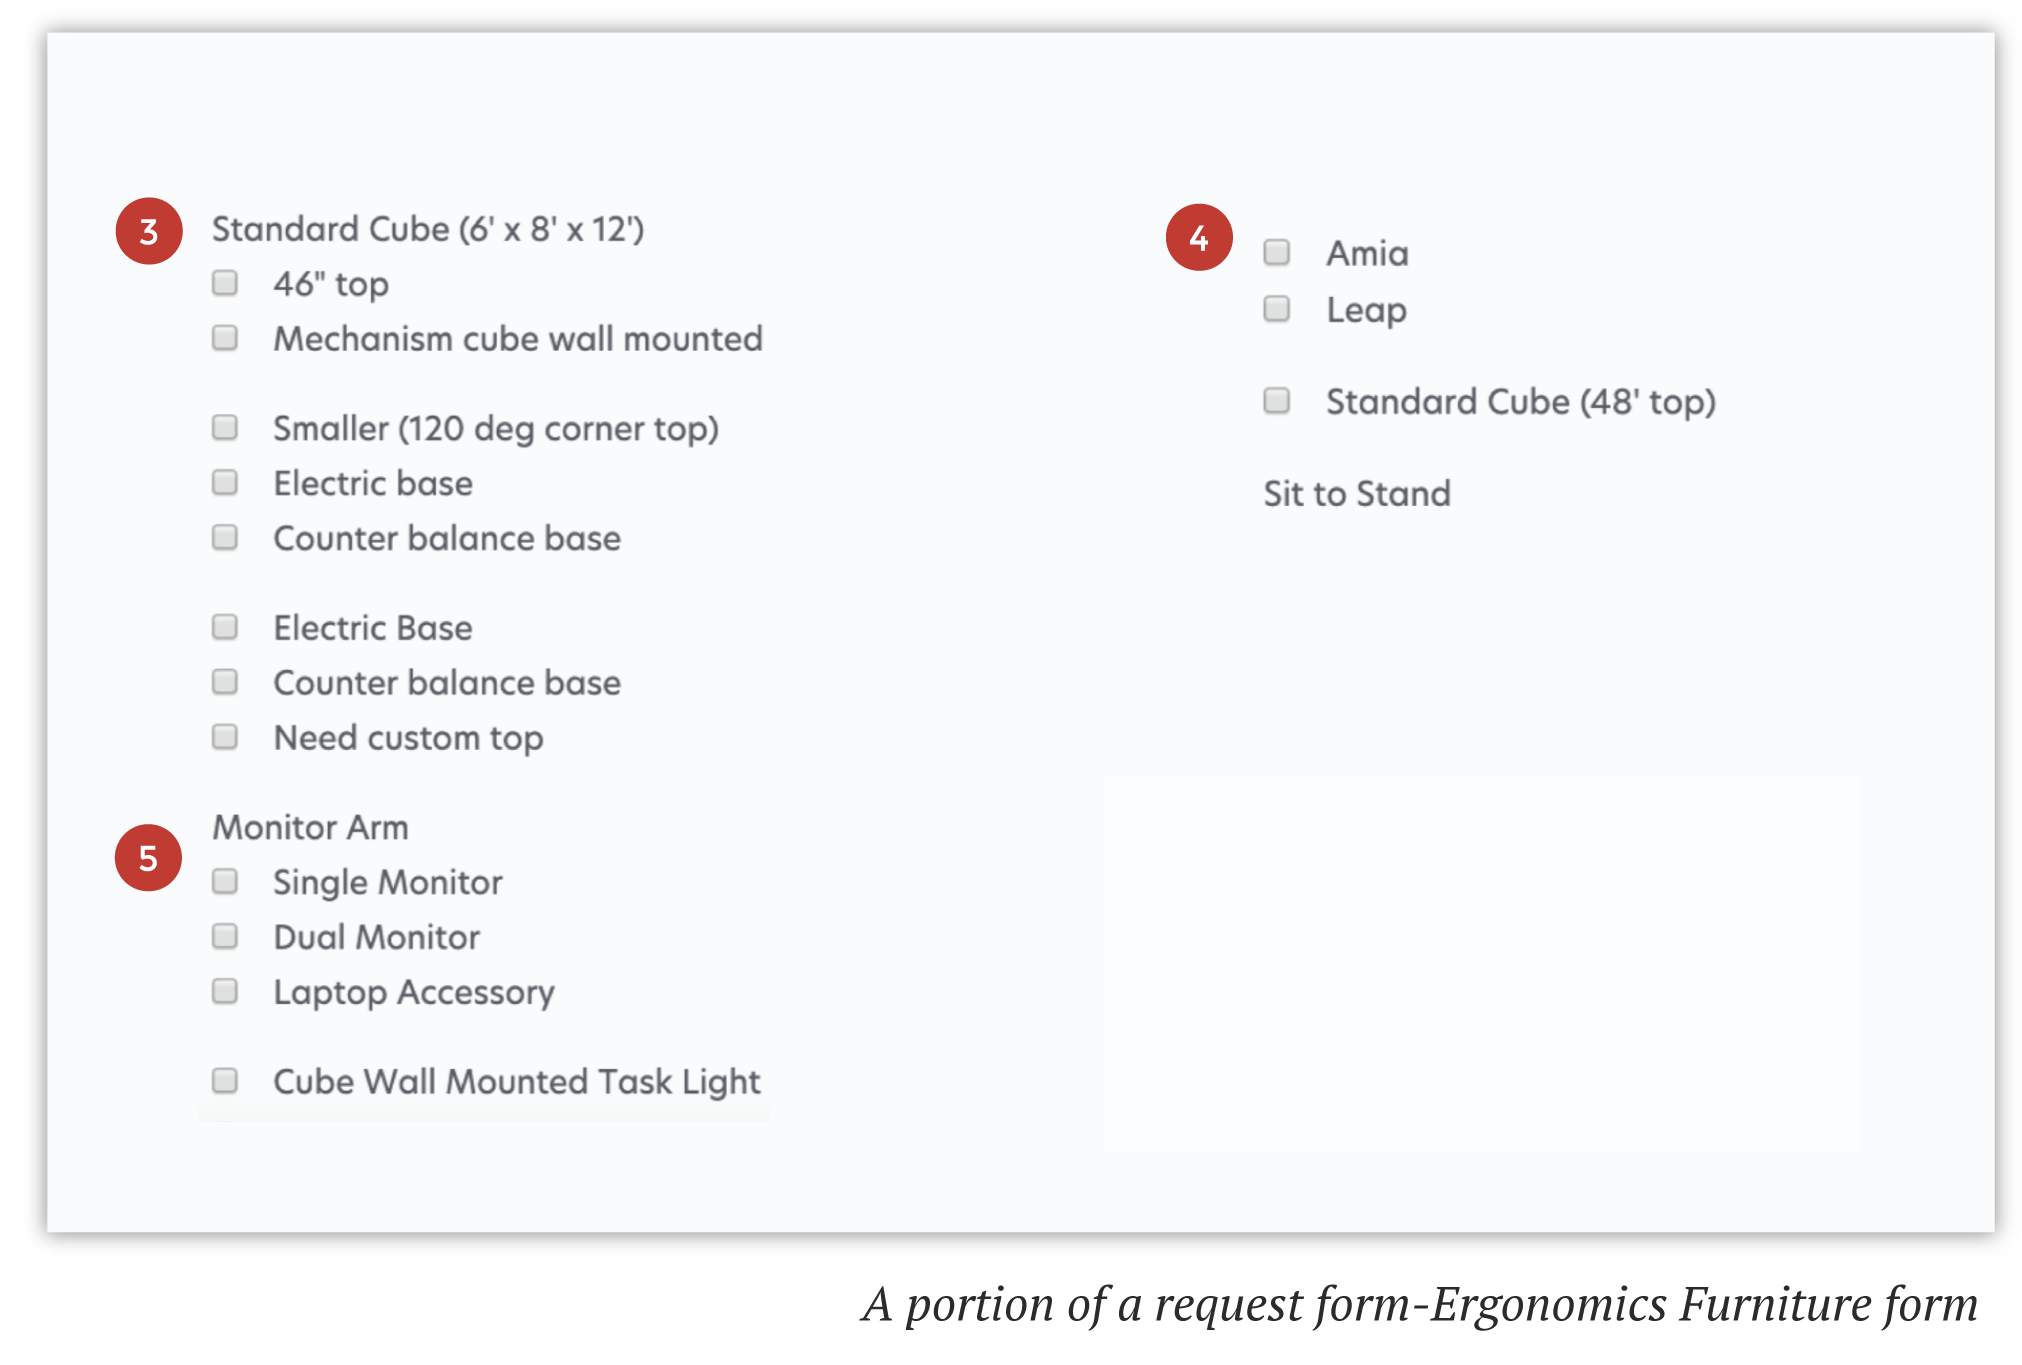 3
Standard Cube (6' x 8' x 12')
46" top
Mechanism cube wall mounted
Smaller (120 deg corner top)
Electric base
Counter balance base
Electric Base
Counter balance base
Need custom top
5
Monitor Arm
Single Monitor
Dual Monitor
Laptop Accessory
Cube Wall Mounted Task Light
4
Amia
Leap
Standard Cube (48' top)
Sit to Stand
A portion of a request form-Ergonomics Furniture form